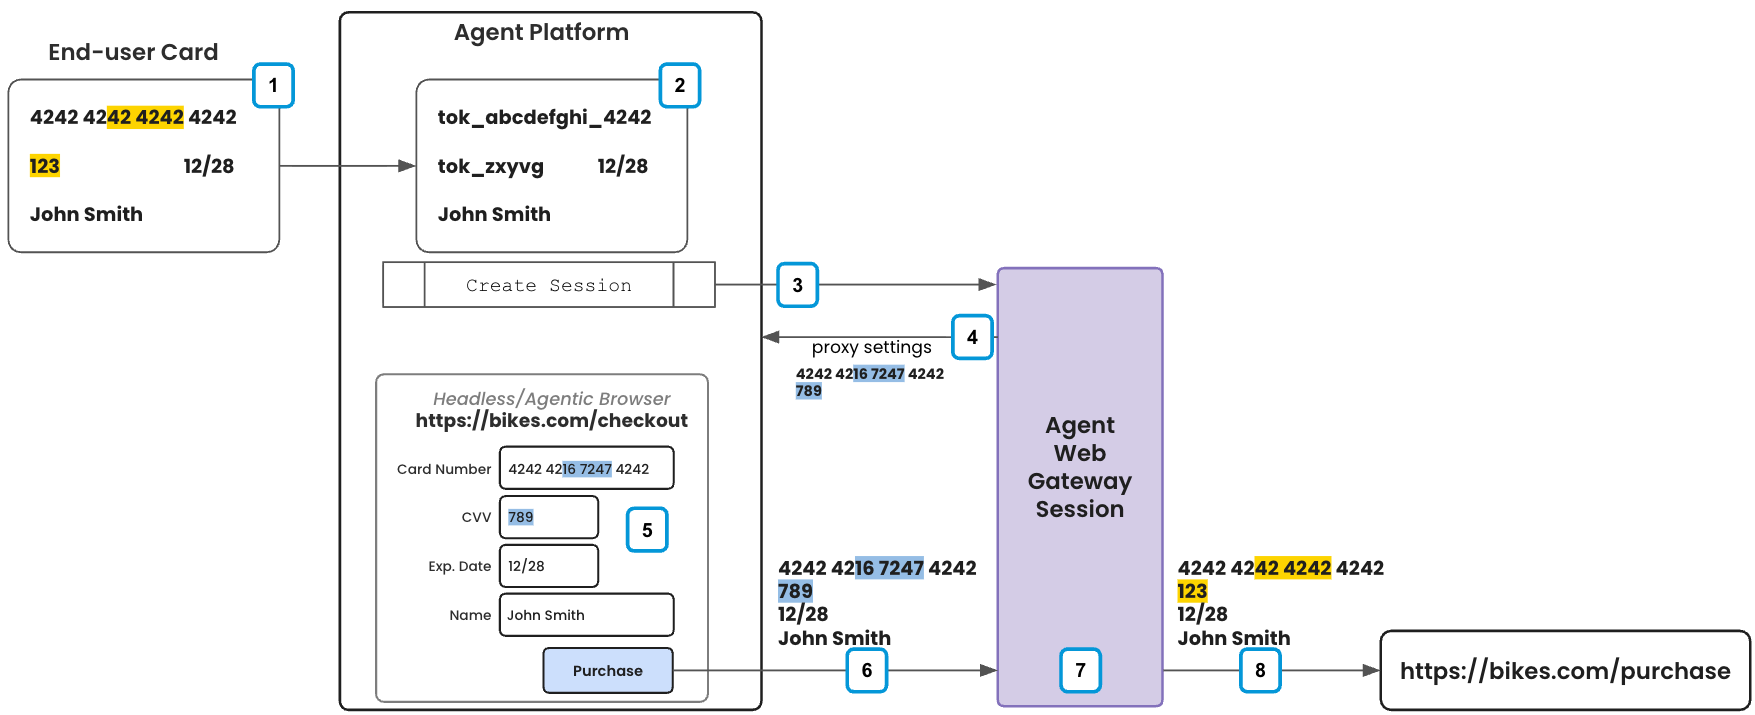 End-user Card
1
4242 4242 4242 4242
123 12/28
John Smith
Agent Platform
2
tok_abcdefghi_4242
tok_zxyvg 12/28
John Smith
Create Session
3
4
proxy settings
4242 4216 7247 4242
789
Headless/Agentic Browser
https://bikes.com/checkout
Card Number 4242 4216 7247 4242
CVV 789
5
Exp. Date 12/28
Name John Smith
Purchase
4242 4216 7247 4242
789
12/28
John Smith
6
Agent
Web
Gateway
Session
7
4242 4242 4242 4242
123
12/28
John Smith
8
https://bikes.com/purchase